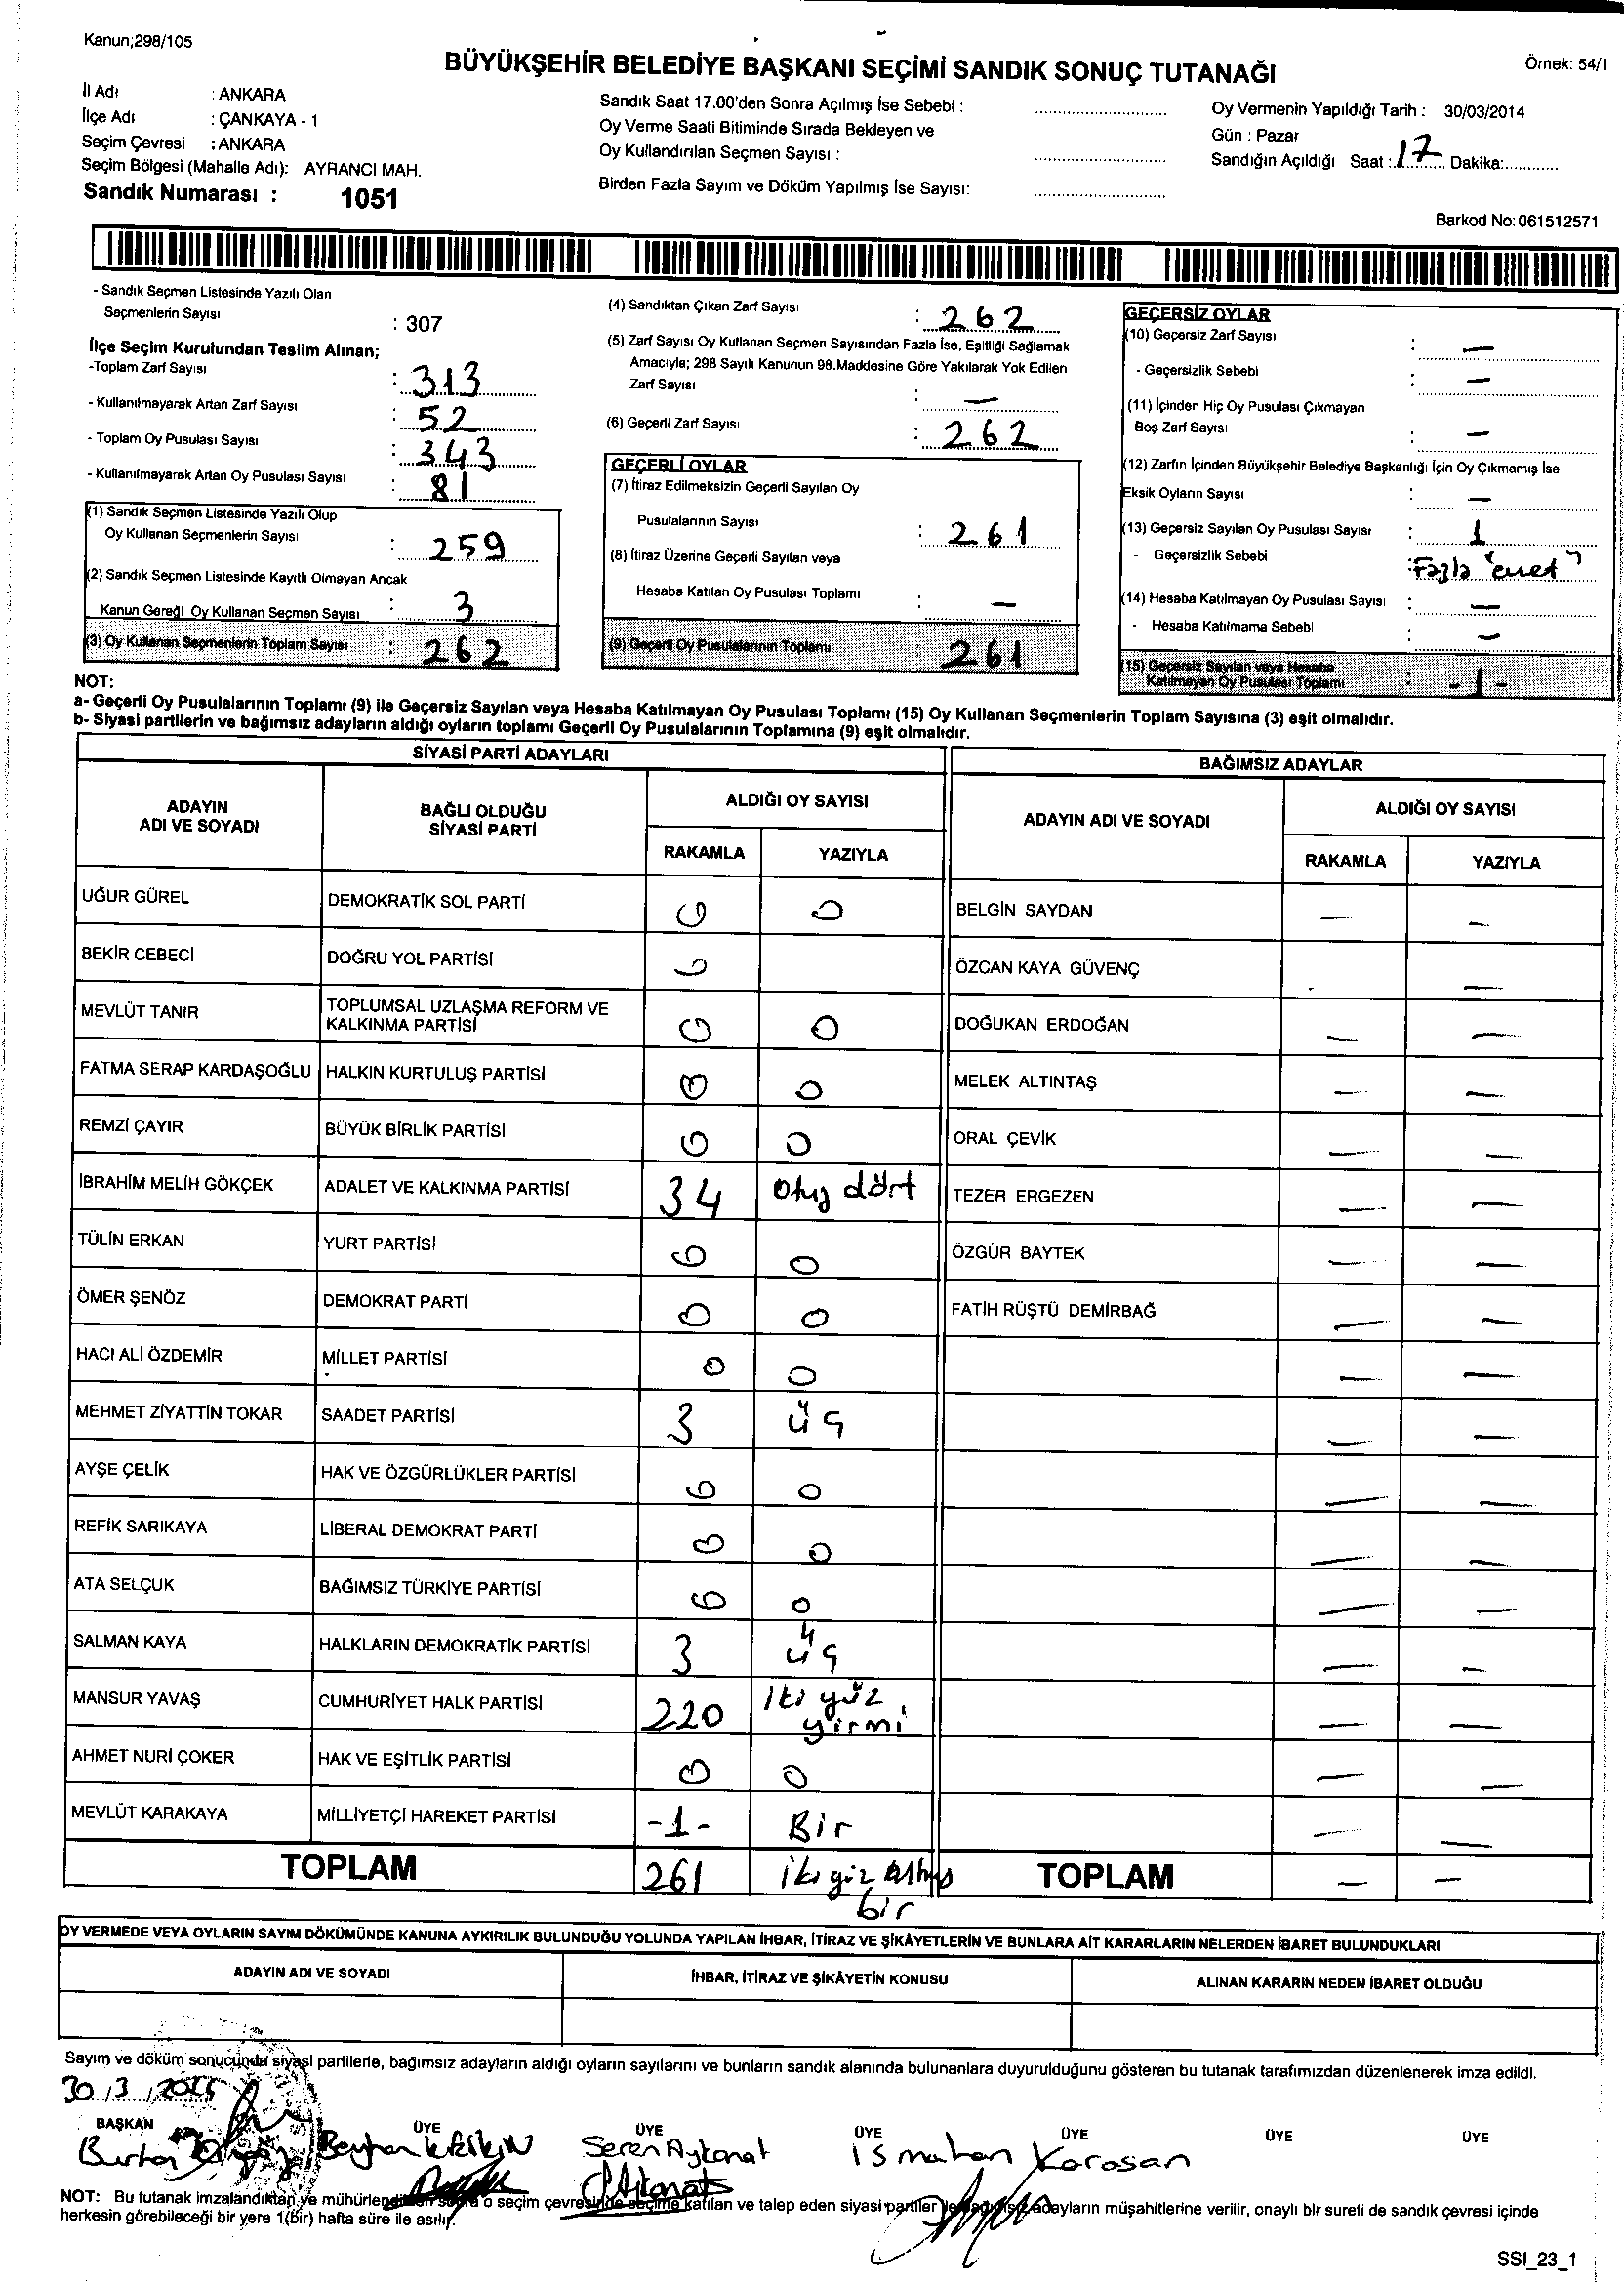 Kanun;298/105
BÜYÜKŞEHİR BELEDİYE BAŞKANI SEÇİMİ SANDIK SONUÇ TUTANAĞI
Örnek: 54/1
İl Adı : ANKARA
İlçe Adı : ÇANKAYA - 1
Seçim Çevresi : ANKARA
Seçim Bölgesi (Mahalle Adı): AYRANCI MAH.
Sandık Numarası : 1051
Sandık Saat 17.00'den Sonra Açılmış İse Sebebi :
Oy Verme Saati Bitiminde Sırada Bekleyen ve
Oy Kullandırılan Seçmen Sayısı :
Birden Fazla Sayım ve Döküm Yapılmış İse Sayısı:
Oy Vermenin Yapıldığı Tarih : 30/03/2014
Gün : Pazar
Sandığın Açıldığı Saat : 17 Dakika:
Barkod No: 061512571
- Sandık Seçmen Listesinde Yazılı Olan
Seçmenlerin Sayısı : 307
İlçe Seçim Kurulundan Teslim Alınan;
-Toplam Zarf Sayısı : 313
- Kullanılmayarak Artan Zarf Sayısı : 52
- Toplam Oy Pusulası Sayısı : 343
- Kullanılmayarak Artan Oy Pusulası Sayısı : 81
(1) Sandık Seçmen Listesinde Yazılı Olup
Oy Kullanan Seçmenlerin Sayısı : 259
(2) Sandık Seçmen Listesinde Kayıtlı Olmayan Ancak
Kanun Gereği Oy Kullanan Seçmen Sayısı : 3
(3) Oy Kullanan Seçmenlerin Toplam Sayısı : 262
(4) Sandıktan Çıkan Zarf Sayısı : 262
(5) Zarf Sayısı Oy Kullanan Seçmen Sayısından Fazla İse, Eşitliği Sağlamak
Amacıyla; 298 Sayılı Kanunun 98.Maddesine Göre Yakılarak Yok Edilen
Zarf Sayısı : —
(6) Geçerli Zarf Sayısı : 262
GEÇERLİ OYLAR
(7) İtiraz Edilmeksizin Geçerli Sayılan Oy
Pusulalarının Sayısı : 261
(8) İtiraz Üzerine Geçerli Sayılan veya
Hesaba Katılan Oy Pusulası Toplamı : —
(9) Geçerli Oy Pusulalarının Toplamı 261
GEÇERSİZ OYLAR
(10) Geçersiz Zarf Sayısı : —
- Geçersizlik Sebebi : —
(11) İçinden Hiç Oy Pusulası Çıkmayan
Boş Zarf Sayısı : —
(12) Zarfın İçinden Büyükşehir Belediye Başkanlığı İçin Oy Çıkmamış İse
Eksik Oyların Sayısı : —
(13) Geçersiz Sayılan Oy Pusulası Sayısı : 1
- Geçersizlik Sebebi : Fazla "evet"
(14) Hesaba Katılmayan Oy Pusulası Sayısı : —
- Hesaba Katılmama Sebebi : —
(15) Geçersiz Sayılan veya Hesaba
Katılmayan Oy Pusulası Toplamı : -1-
NOT:
a- Geçerli Oy Pusulalarının Toplamı (9) ile Geçersiz Sayılan veya Hesaba Katılmayan Oy Pusulası Toplamı (15) Oy Kullanan Seçmenlerin Toplam Sayısına (3) eşit olmalıdır.
b- Siyasi partilerin ve bağımsız adayların aldığı oyların toplamı Geçerli Oy Pusulalarının Toplamına (9) eşit olmalıdır.
SİYASİ PARTİ ADAYLARI
BAĞIMSIZ ADAYLAR
ADAYIN ADI VE SOYADI
BAĞLI OLDUĞU SİYASİ PARTİ
ALDIĞI OY SAYISI
RAKAMLA YAZIYLA
ADAYIN ADI VE SOYADI
ALDIĞI OY SAYISI
RAKAMLA YAZIYLA
UĞUR GÜREL DEMOKRATİK SOL PARTİ 0 0 BELGİN SAYDAN — —
BEKİR CEBECİ DOĞRU YOL PARTİSİ 0 ÖZCAN KAYA GÜVENÇ - —
MEVLÜT TANIR TOPLUMSAL UZLAŞMA REFORM VE KALKINMA PARTİSİ 0 0 DOĞUKAN ERDOĞAN — —
FATMA SERAP KARDAŞOĞLU HALKIN KURTULUŞ PARTİSİ 0 0 MELEK ALTINTAŞ — —
REMZİ ÇAYIR BÜYÜK BİRLİK PARTİSİ 0 0 ORAL ÇEVİK — —
İBRAHİM MELİH GÖKÇEK ADALET VE KALKINMA PARTİSİ 34 otuz dört TEZER ERGEZEN — —
TÜLİN ERKAN YURT PARTİSİ 0 0 ÖZGÜR BAYTEK — —
ÖMER ŞENÖZ DEMOKRAT PARTİ 0 0 FATİH RÜŞTÜ DEMİRBAĞ — —
HACI ALİ ÖZDEMİR MİLLET PARTİSİ 0 0 — —
MEHMET ZİYATTİN TOKAR SAADET PARTİSİ 3 üç — —
AYŞE ÇELİK HAK VE ÖZGÜRLÜKLER PARTİSİ 0 0 — —
REFİK SARIKAYA LİBERAL DEMOKRAT PARTİ 0 0 — —
ATA SELÇUK BAĞIMSIZ TÜRKİYE PARTİSİ 0 0 — —
SALMAN KAYA HALKLARIN DEMOKRATİK PARTİSİ 3 üç — —
MANSUR YAVAŞ CUMHURİYET HALK PARTİSİ 220 iki yüz yirmi — —
AHMET NURİ ÇOKER HAK VE EŞİTLİK PARTİSİ 0 0 — —
MEVLÜT KARAKAYA MİLLİYETÇİ HAREKET PARTİSİ -1- Bir — —
TOPLAM 261 iki yüz altmış bir TOPLAM — —
OY VERMEDE VEYA OYLARIN SAYIM DÖKÜMÜNDE KANUNA AYKIRILIK BULUNDUĞU YOLUNDA YAPILAN İHBAR, İTİRAZ VE ŞİKÂYETLERİN VE BUNLARA AİT KARARLARIN NELERDEN İBARET BULUNDUKLARI
ADAYIN ADI VE SOYADI İHBAR, İTİRAZ VE ŞİKÂYETİN KONUSU ALINAN KARARIN NEDEN İBARET OLDUĞU
Sayım ve döküm sonucunda siyasi partilerle, bağımsız adayların aldığı oyların sayılarını ve bunların sandık alanında bulunanlara duyurulduğunu gösteren bu tutanak tarafımızdan düzenlenerek imza edildi.
30/3/
BAŞKAN ÜYE ÜYE ÜYE ÜYE ÜYE ÜYE
Beyhan Seren Aykanat Ismahan Karasan
NOT: Bu tutanak imzalandıktan ve mühürlendikten sonra o seçim çevresinde seçime katılan ve talep eden siyasi partiler ile bağımsız adayların müşahitlerine verilir, onaylı bir sureti de sandık çevresi içinde
herkesin görebileceği bir yere 1(Bir) hafta süre ile asılır.
SSI_23_1